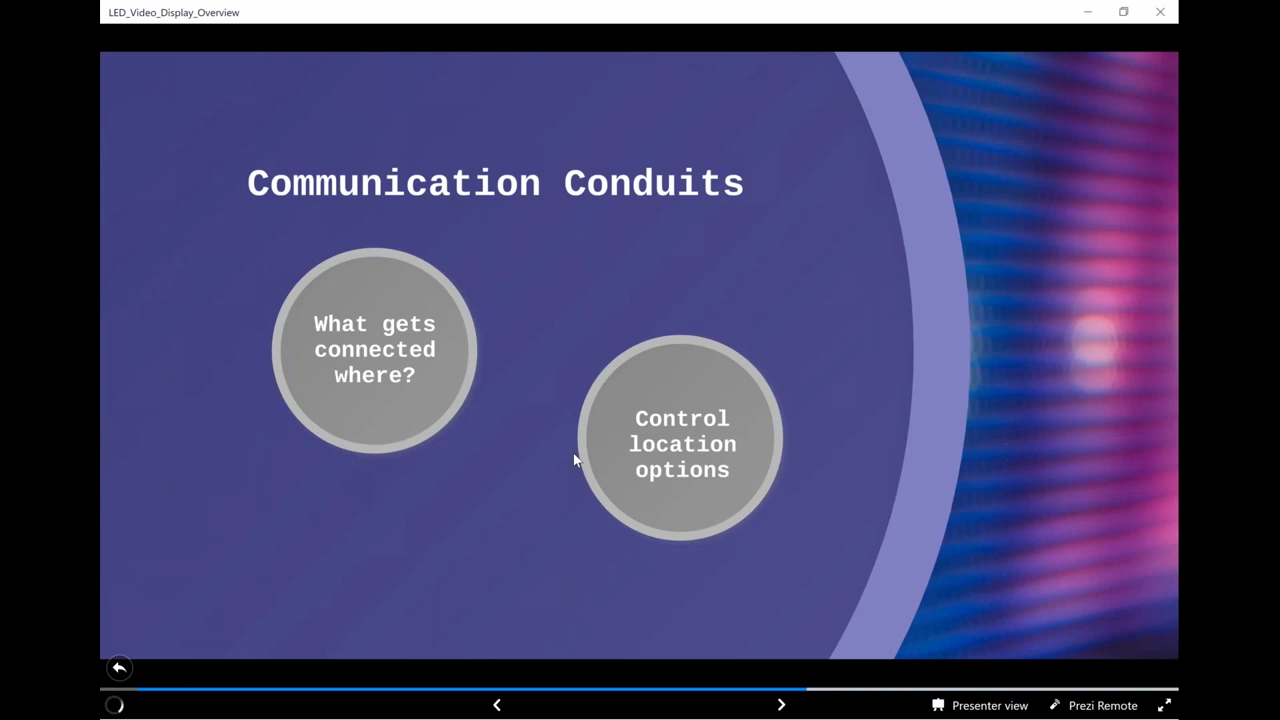 LED_Video_Display_Overview
Communication Conduits
What gets
connected
where?
Control
location
options
Presenter view
Prezi Remote